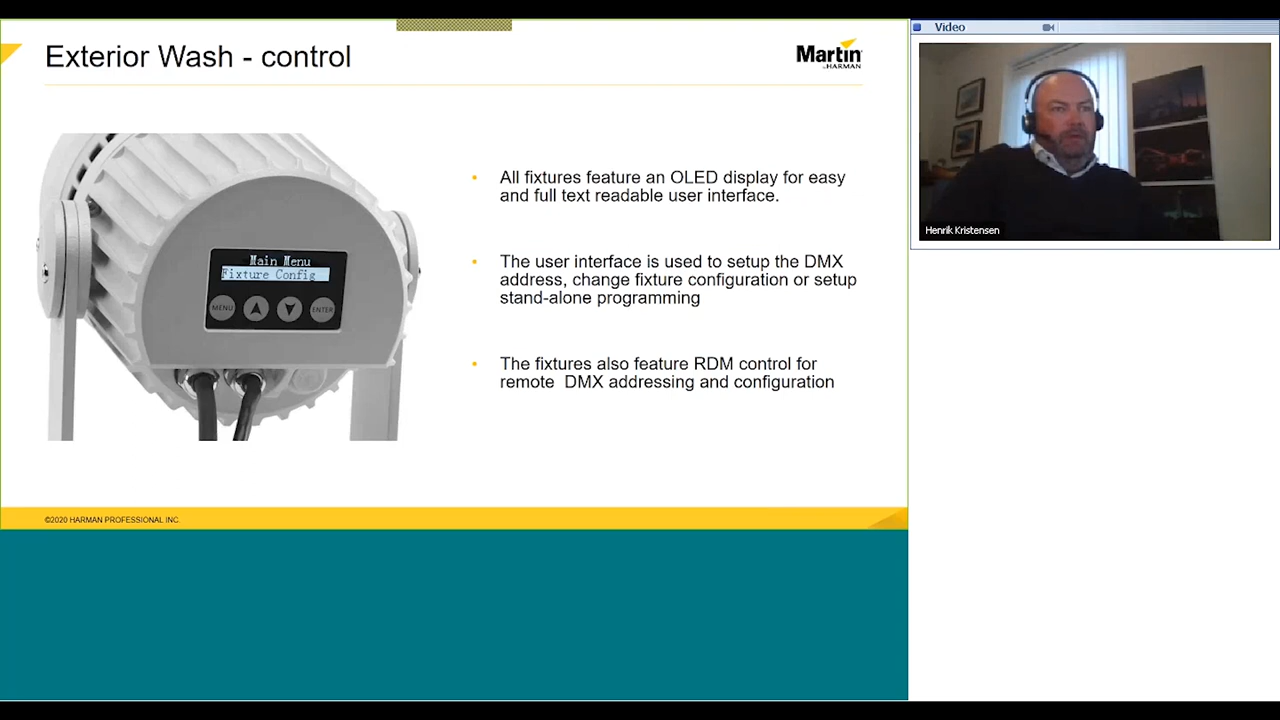 Exterior Wash - control
Martin
by HARMAN
Main Menu
Fixture Config
MENU
ENTER
• All fixtures feature an OLED display for easy
and full text readable user interface.
• The user interface is used to setup the DMX
address, change fixture configuration or setup
stand-alone programming
• The fixtures also feature RDM control for
remote  DMX addressing and configuration
©2020 HARMAN PROFESSIONAL INC.
Video
Henrik Kristensen